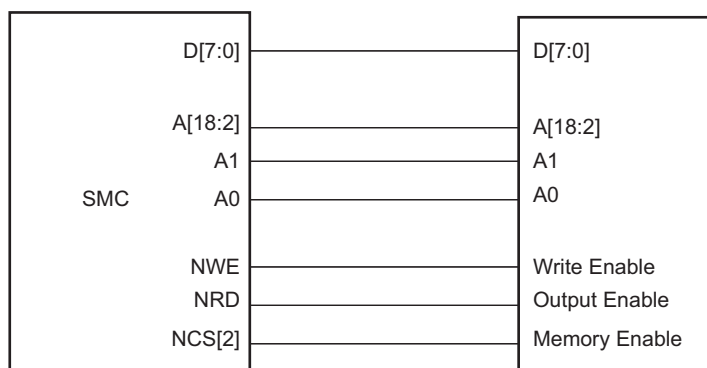 D[7:0] D[7:0]
A[18:2] A[18:2]
A1 A1
SMC A0 A0
NWE Write Enable
NRD Output Enable
NCS[2] Memory Enable